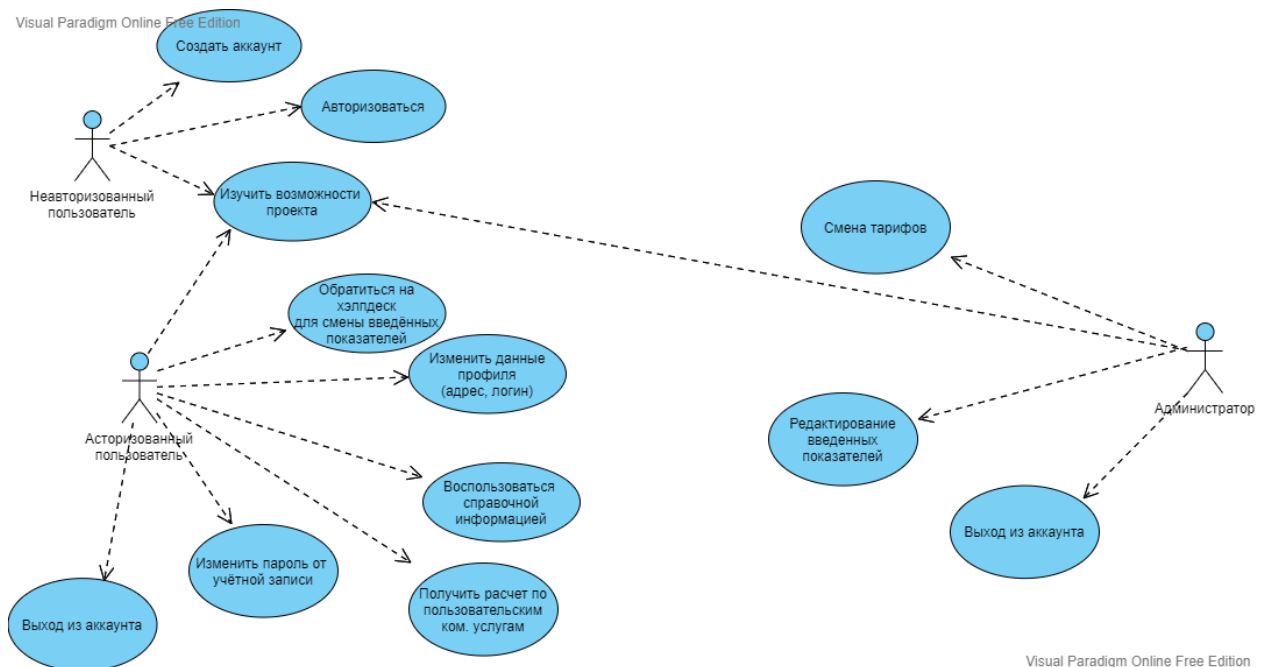 Visual Paradigm Online Free Edition
Создать аккаунт
Авторизоваться
Неавторизованный
пользователь
Изучить возможности
проекта
Смена тарифов
Обратиться на
хэлпдеск
для смены введённых
показателей
Изменить данные
профиля
(адрес, логин)
Администратор
Асторизованный
пользователь
Редактирование
введенных
показателей
Воспользоваться
справочной
информацией
Выход из аккаунта
Изменить пароль от
учётной записи
Получить расчет по
пользовательским
ком. услугам
Выход из аккаунта
Visual Paradigm Online Free Edition